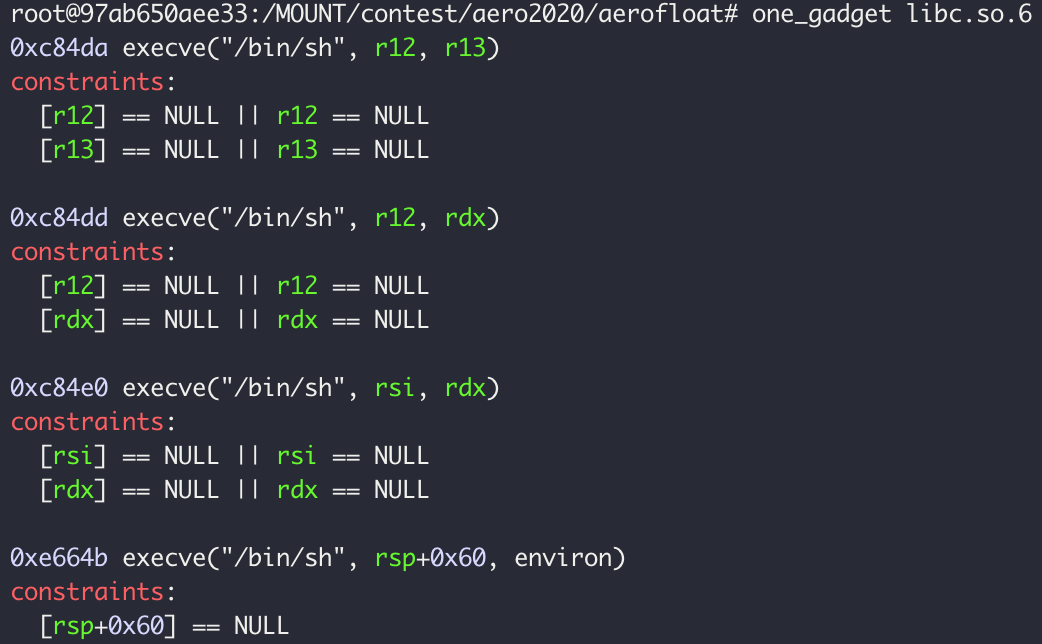 root@97ab650aee33:/MOUNT/contest/aero2020/aerofloat# one_gadget libc.so.6
0xc84da execve("/bin/sh", r12, r13)
constraints:
  [r12] == NULL || r12 == NULL
  [r13] == NULL || r13 == NULL

0xc84dd execve("/bin/sh", r12, rdx)
constraints:
  [r12] == NULL || r12 == NULL
  [rdx] == NULL || rdx == NULL

0xc84e0 execve("/bin/sh", rsi, rdx)
constraints:
  [rsi] == NULL || rsi == NULL
  [rdx] == NULL || rdx == NULL

0xe664b execve("/bin/sh", rsp+0x60, environ)
constraints:
  [rsp+0x60] == NULL